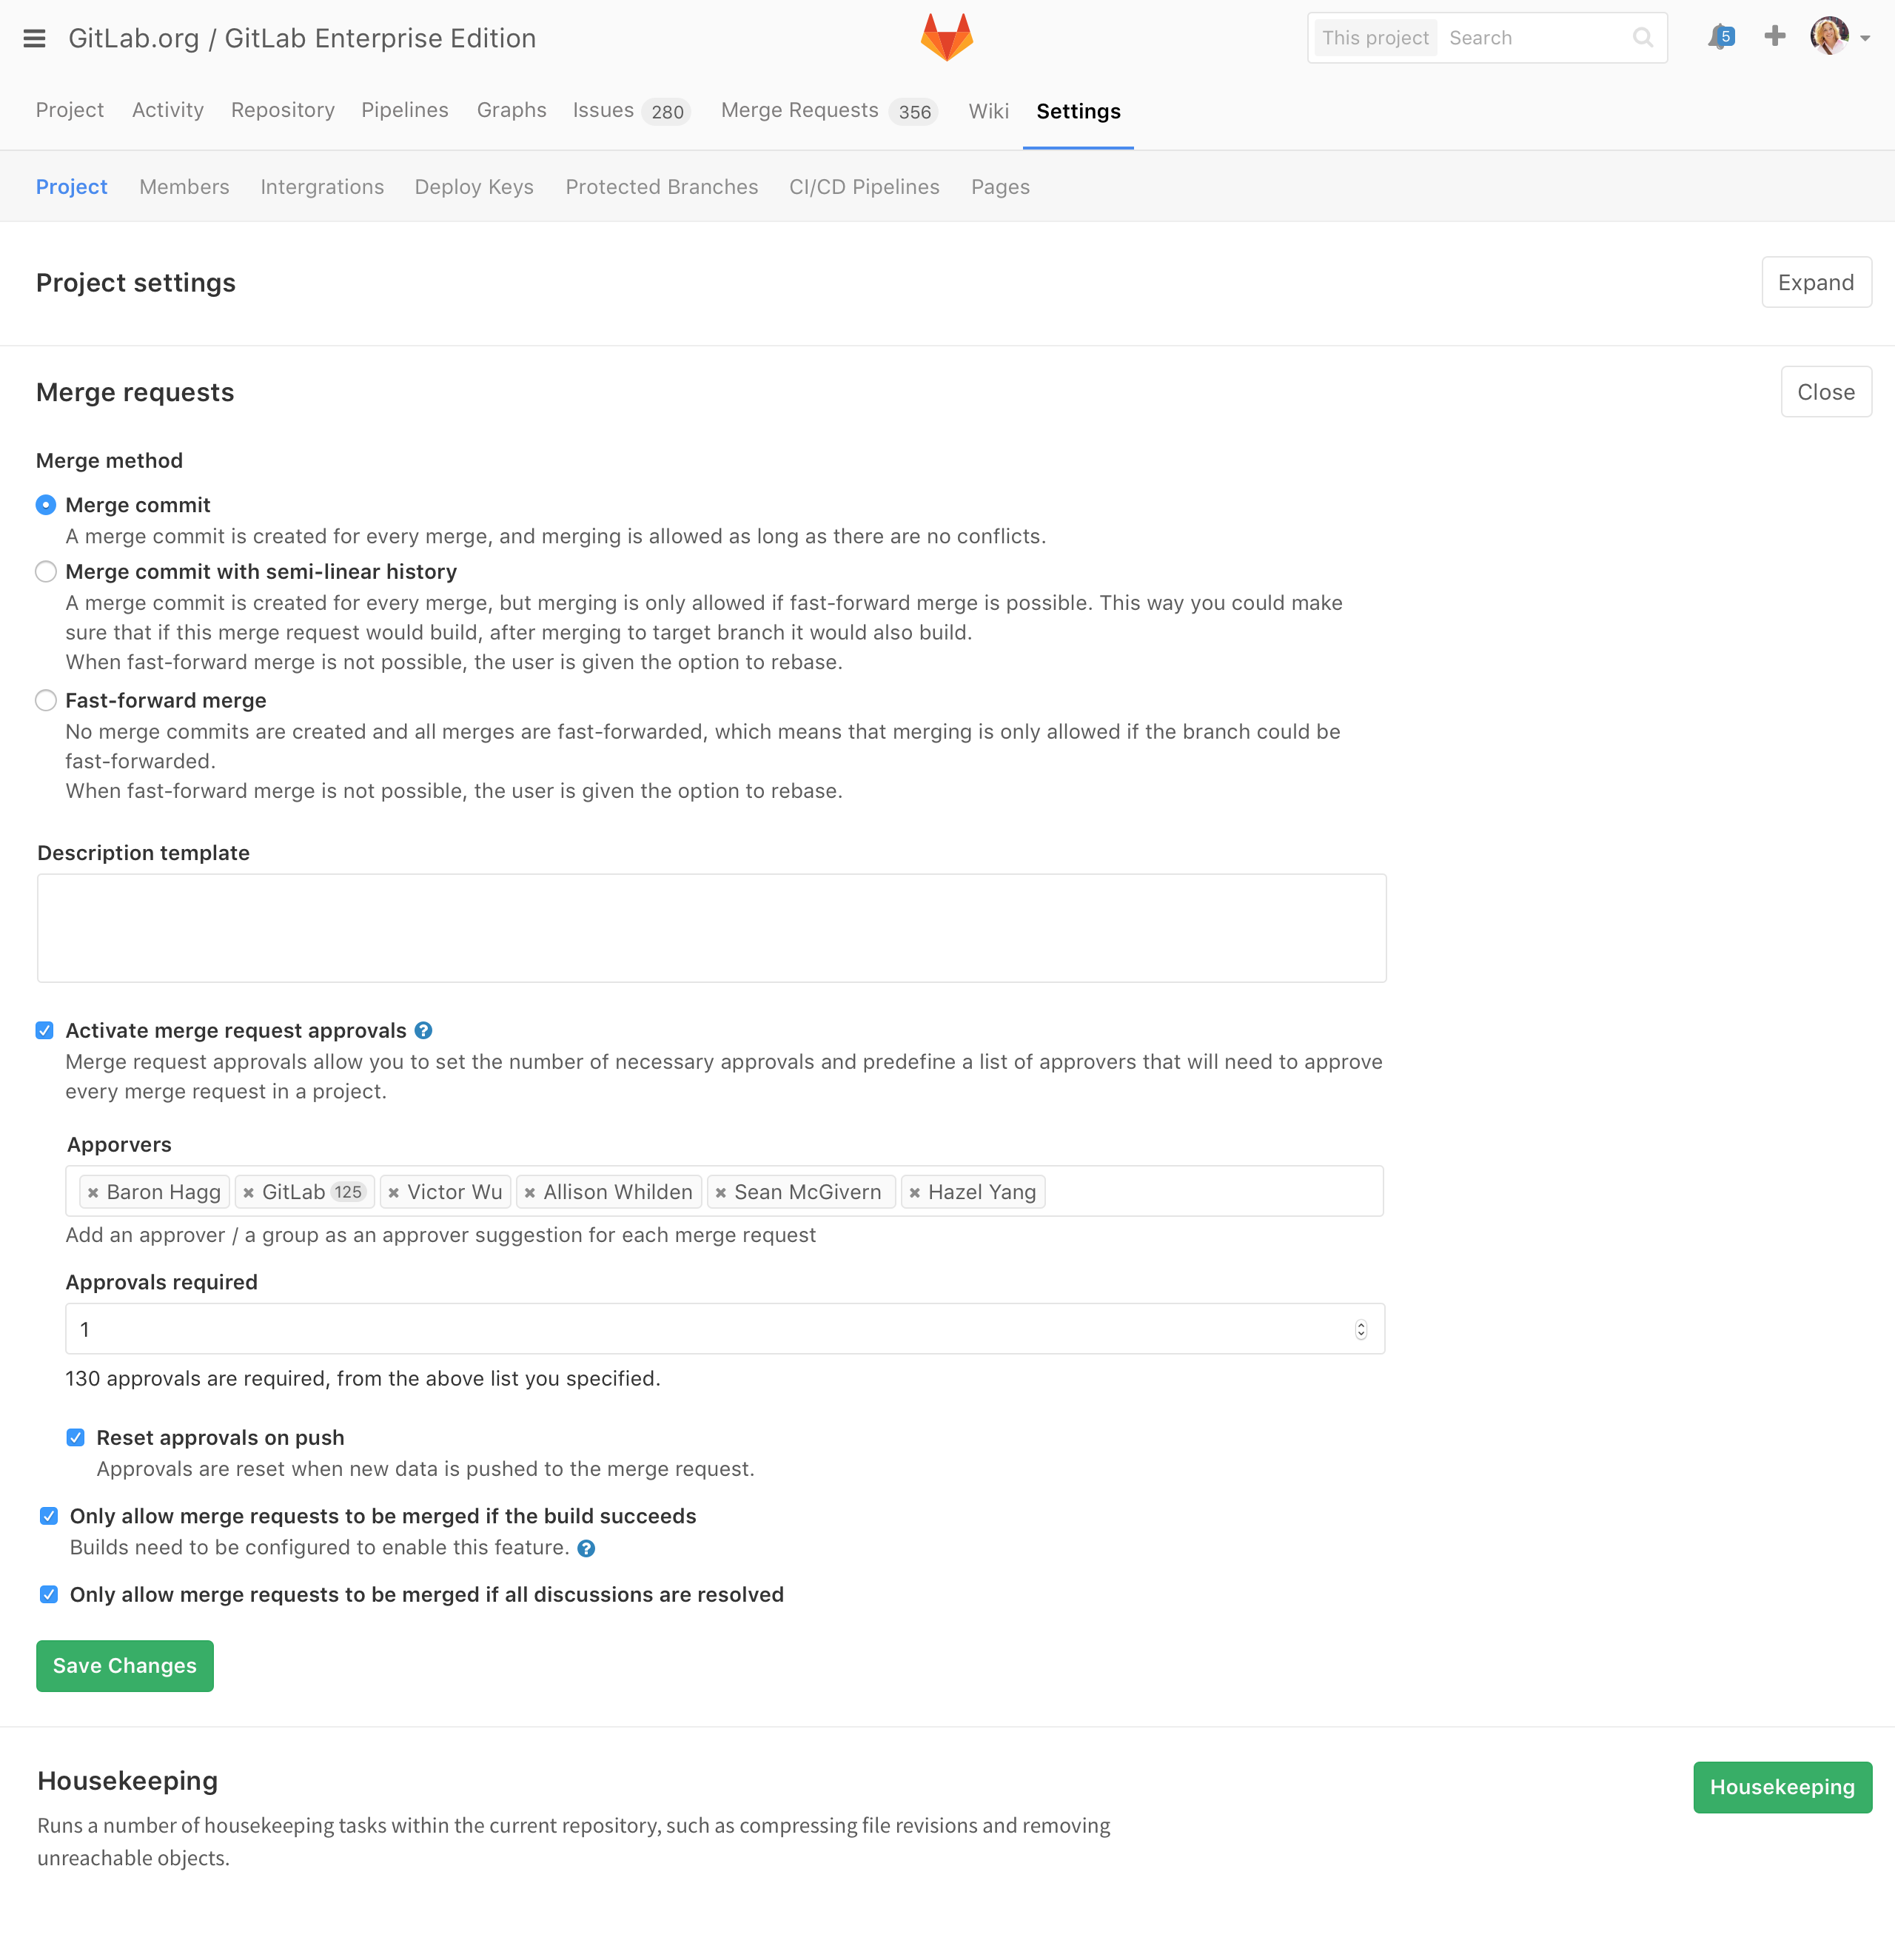 GitLab.org / GitLab Enterprise Edition
This project Search
5
Project Activity Repository Pipelines Graphs Issues 280 Merge Requests 356 Wiki Settings
Project Members Intergrations Deploy Keys Protected Branches CI/CD Pipelines Pages
Project settings
Expand
Merge requests
Close
Merge method
Merge commit
A merge commit is created for every merge, and merging is allowed as long as there are no conflicts.
Merge commit with semi-linear history
A merge commit is created for every merge, but merging is only allowed if fast-forward merge is possible. This way you could make
sure that if this merge request would build, after merging to target branch it would also build.
When fast-forward merge is not possible, the user is given the option to rebase.
Fast-forward merge
No merge commits are created and all merges are fast-forwarded, which means that merging is only allowed if the branch could be
fast-forwarded.
When fast-forward merge is not possible, the user is given the option to rebase.
Description template
Activate merge request approvals ?
Merge request approvals allow you to set the number of necessary approvals and predefine a list of approvers that will need to approve
every merge request in a project.
Apporvers
× Baron Hagg × GitLab 125 × Victor Wu × Allison Whilden × Sean McGivern × Hazel Yang
Add an approver / a group as an approver suggestion for each merge request
Approvals required
1
130 approvals are required, from the above list you specified.
Reset approvals on push
Approvals are reset when new data is pushed to the merge request.
Only allow merge requests to be merged if the build succeeds
Builds need to be configured to enable this feature. ?
Only allow merge requests to be merged if all discussions are resolved
Save Changes
Housekeeping
Housekeeping
Runs a number of housekeeping tasks within the current repository, such as compressing file revisions and removing
unreachable objects.